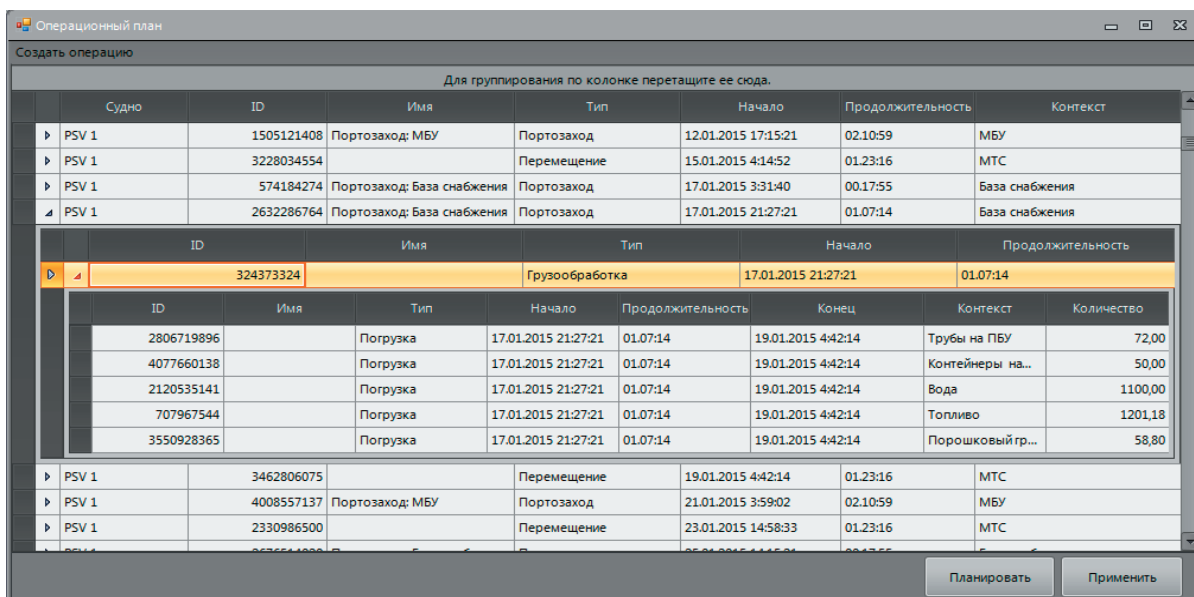 Операционный план
Создать операцию
Для группирования по колонке перетащите ее сюда.
Судно ID Имя Тип Начало Продолжительность Контекст
PSV 1 1505121408 Портозаход: МБУ Портозаход 12.01.2015 17:15:21 02.10:59 МБУ
PSV 1 3228034554 Перемещение 15.01.2015 4:14:52 01.23:16 МТС
PSV 1 574184274 Портозаход: База снабжения Портозаход 17.01.2015 3:31:40 00.17:55 База снабжения
PSV 1 2632286764 Портозаход: База снабжения Портозаход 17.01.2015 21:27:21 01.07:14 База снабжения
ID Имя Тип Начало Продолжительность
324373324 Грузообработка 17.01.2015 21:27:21 01.07:14
ID Имя Тип Начало Продолжительность Конец Контекст Количество
2806719896 Погрузка 17.01.2015 21:27:21 01.07:14 19.01.2015 4:42:14 Трубы на ПБУ 72,00
4077660138 Погрузка 17.01.2015 21:27:21 01.07:14 19.01.2015 4:42:14 Контейнеры на... 50,00
2120535141 Погрузка 17.01.2015 21:27:21 01.07:14 19.01.2015 4:42:14 Вода 1100,00
707967544 Погрузка 17.01.2015 21:27:21 01.07:14 19.01.2015 4:42:14 Топливо 1201,18
3550928365 Погрузка 17.01.2015 21:27:21 01.07:14 19.01.2015 4:42:14 Порошковый гр... 58,80
PSV 1 3462806075 Перемещение 19.01.2015 4:42:14 01.23:16 МТС
PSV 1 4008557137 Портозаход: МБУ Портозаход 21.01.2015 3:59:02 02.10:59 МБУ
PSV 1 2330986500 Перемещение 23.01.2015 14:58:33 01.23:16 МТС
Планировать Применить